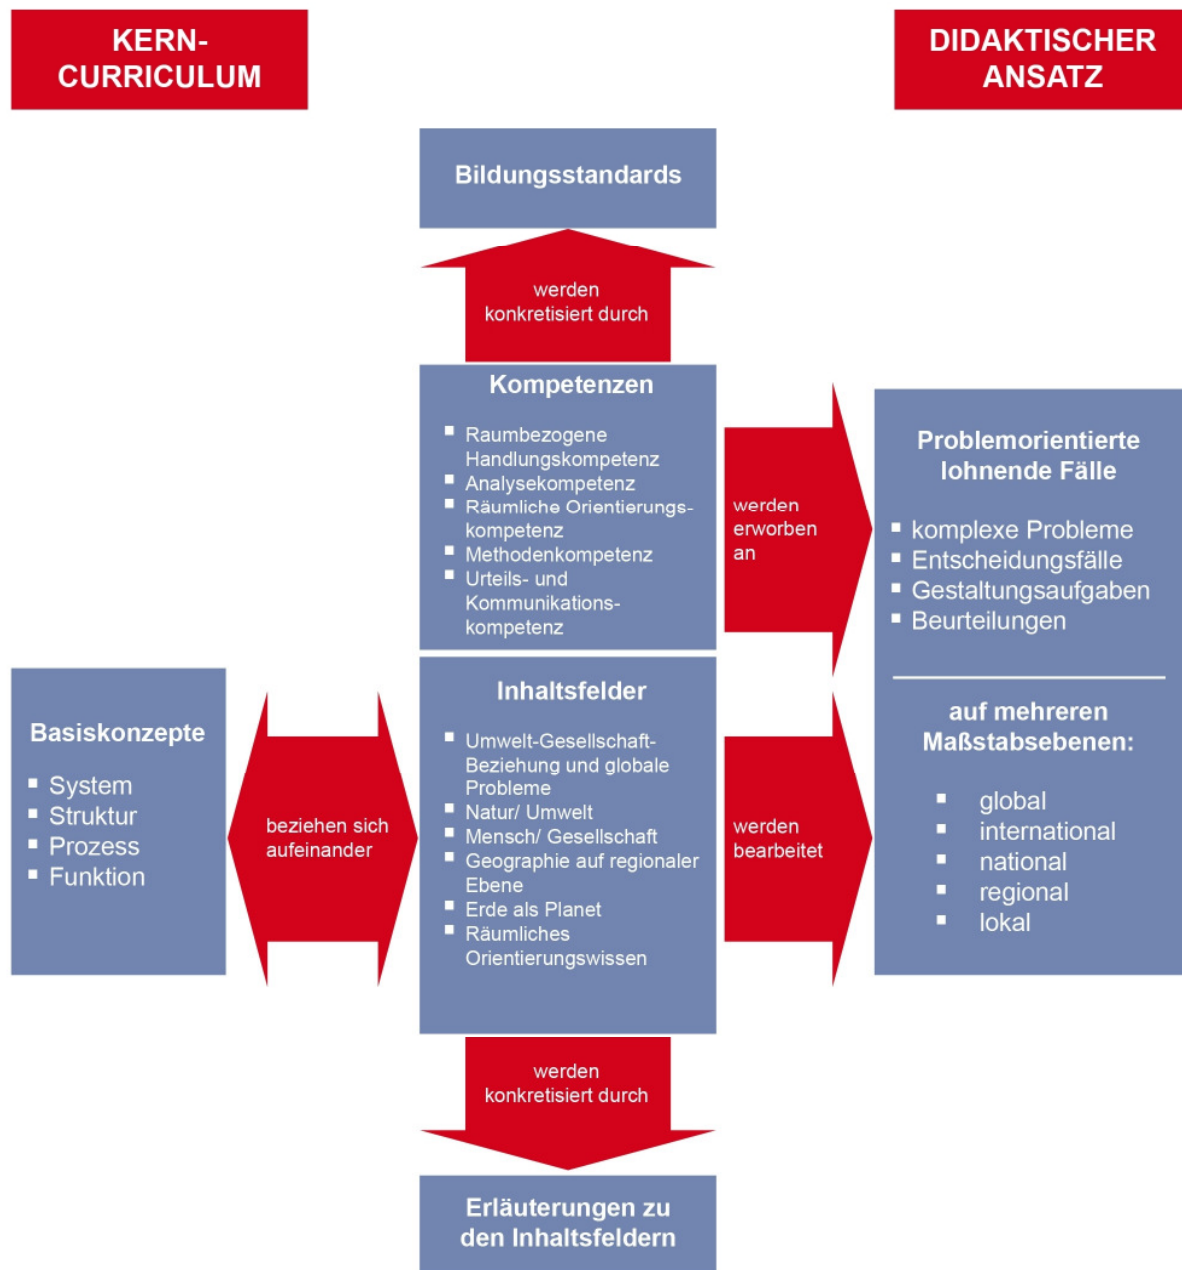 KERN-
CURRICULUM
DIDAKTISCHER
ANSATZ
Bildungsstandards
werden
konkretisiert durch
Kompetenzen
▪ Raumbezogene
Handlungskompetenz
▪ Analysekompetenz
▪ Räumliche Orientierungs-
kompetenz
▪ Methodenkompetenz
▪ Urteils- und
Kommunikations-
kompetenz
werden
erworben
an
Problemorientierte
lohnende Fälle
▪ komplexe Probleme
▪ Entscheidungsfälle
▪ Gestaltungsaufgaben
▪ Beurteilungen
auf mehreren
Maßstabsebenen:
▪ global
▪ international
▪ national
▪ regional
▪ lokal
Basiskonzepte
▪ System
▪ Struktur
▪ Prozess
▪ Funktion
beziehen sich
aufeinander
Inhaltsfelder
▪ Umwelt-Gesellschaft-
Beziehung und globale
Probleme
▪ Natur/ Umwelt
▪ Mensch/ Gesellschaft
▪ Geographie auf regionaler
Ebene
▪ Erde als Planet
▪ Räumliches
Orientierungswissen
werden
bearbeitet
werden
konkretisiert durch
Erläuterungen zu
den Inhaltsfeldern